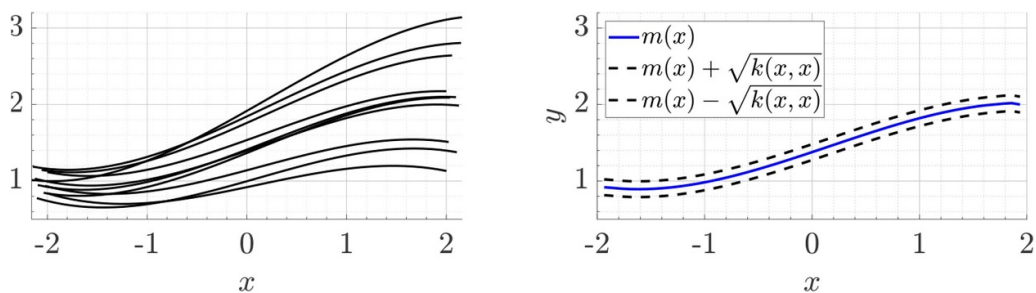 3
2
1
-2 -1 0 1 2
x
3
2
1
y
m(x)
m(x) + √k(x, x)
m(x) − √k(x, x)
-2 -1 0 1 2
x